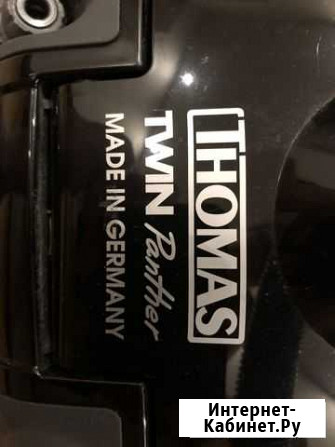 THOMAS
TWIN Panther
MADE IN GERMANY
Интернет-
Кабинет.Ру